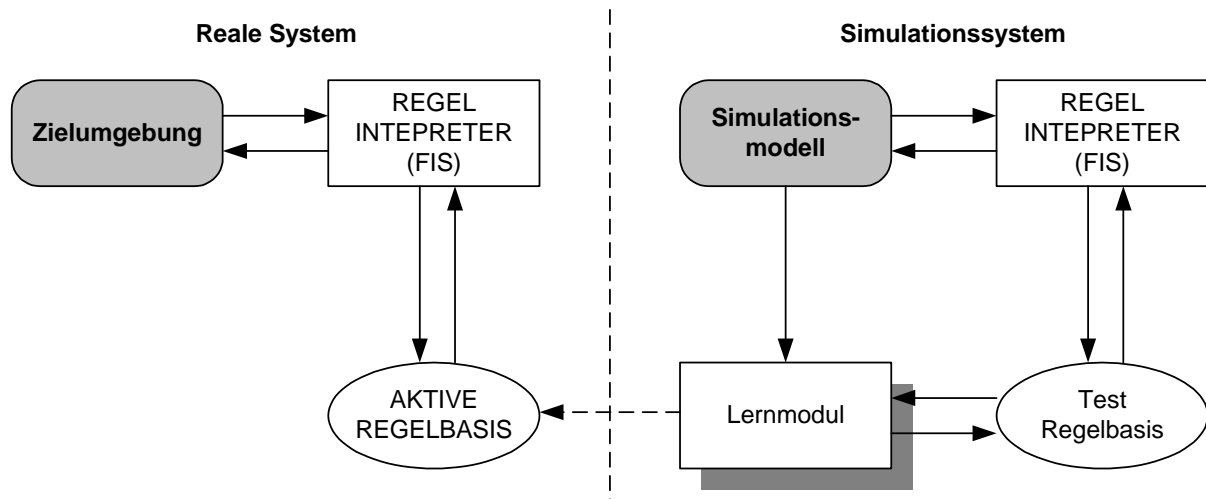 Reale System
Simulationssystem
Zielumgebung
REGEL
INTEPRETER
(FIS)
Simulations-
modell
REGEL
INTEPRETER
(FIS)
AKTIVE
REGELBASIS
Lernmodul
Test
Regelbasis